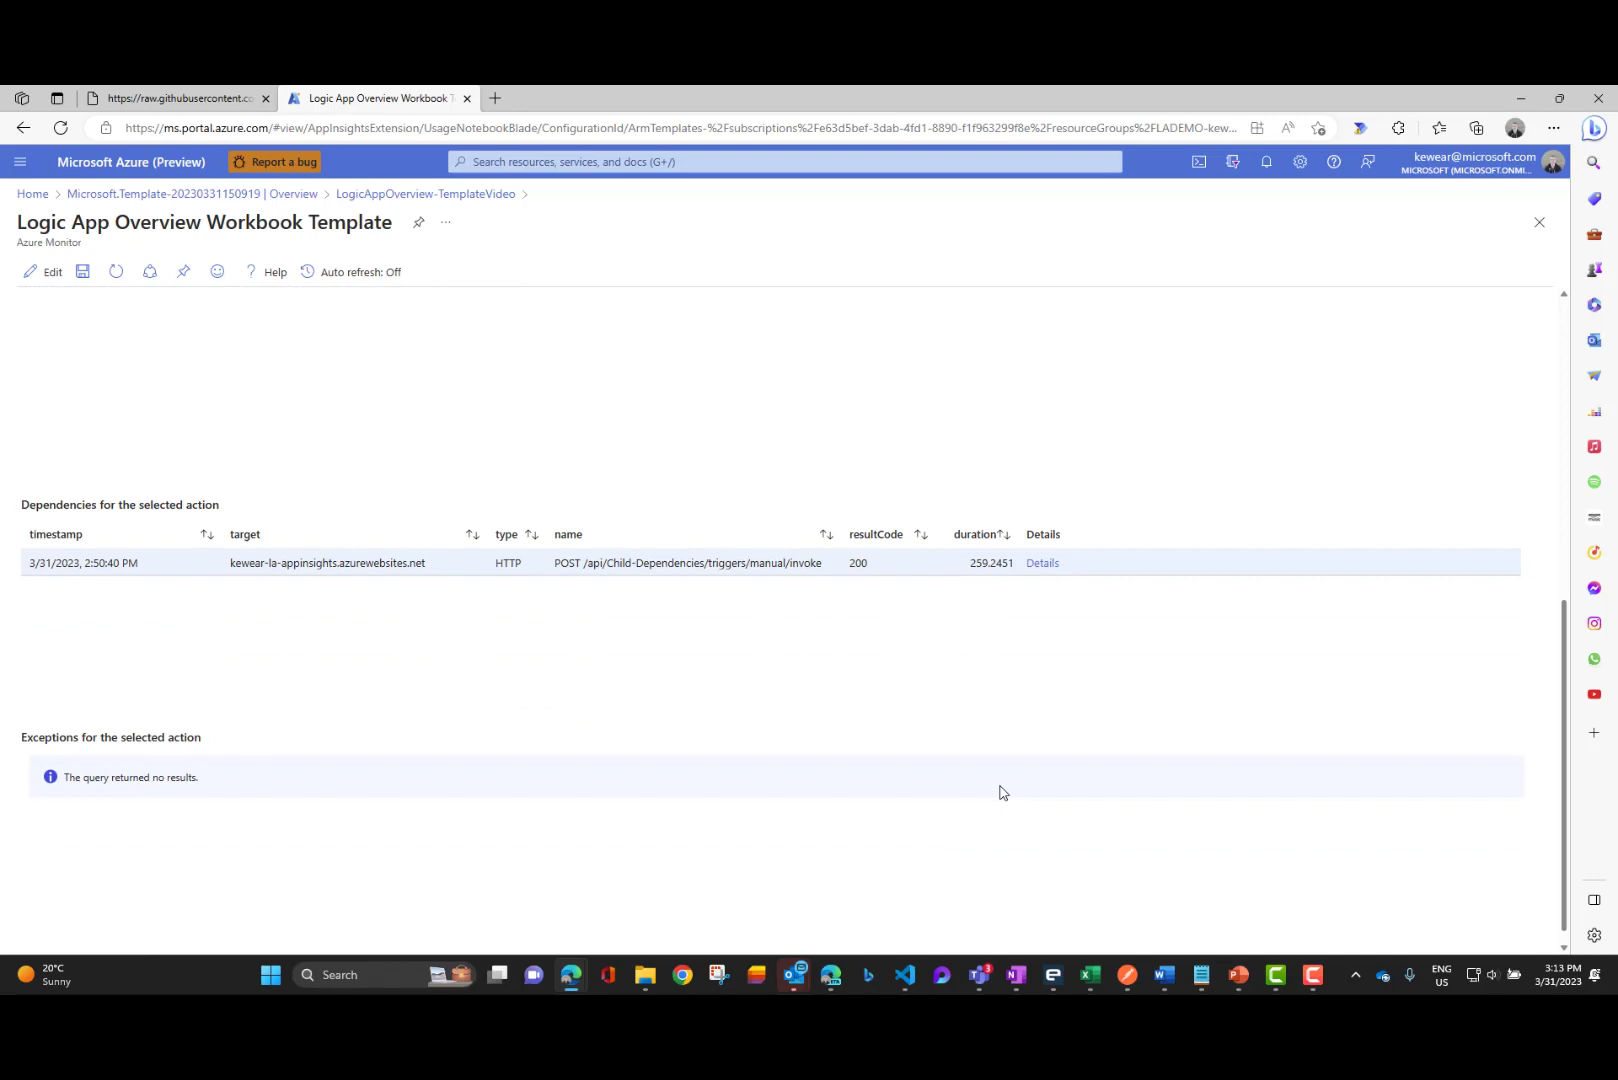 https://raw.githubusercontent.co
Logic App Overview Workbook T
https://ms.portal.azure.com/#view/AppInsightsExtension/UsageNotebookBlade/ConfigurationId/ArmTemplates-%2Fsubscriptions%2Fe63d5bef-3dab-4fd1-8890-f1f963299f8e%2FresourceGroups%2FLADEMO-kew...
Microsoft Azure (Preview)
Report a bug
Search resources, services, and docs (G+/)
kewear@microsoft.com
MICROSOFT (MICROSOFT.ONMI...
Home > Microsoft.Template-20230331150919 | Overview > LogicAppOverview-TemplateVideo >
Logic App Overview Workbook Template
Azure Monitor
Edit
Help
Auto refresh: Off
Dependencies for the selected action
timestamp target type name resultCode duration Details
3/31/2023, 2:50:40 PM kewear-la-appinsights.azurewebsites.net HTTP POST /api/Child-Dependencies/triggers/manual/invoke 200 259.2451 Details
Exceptions for the selected action
The query returned no results.
20°C
Sunny
Search
3
ENG
US
3:13 PM
3/31/2023